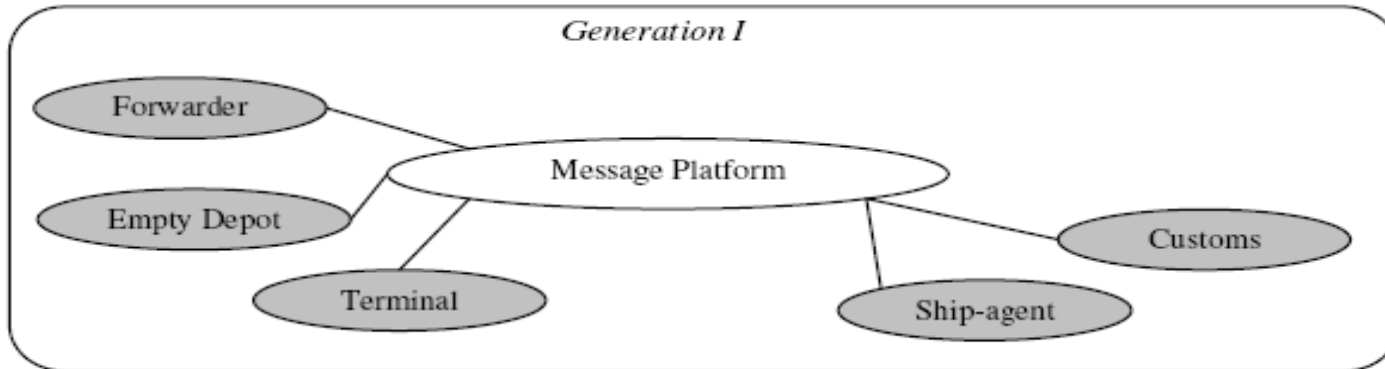 Generation I
Forwarder
Message Platform
Empty Depot
Customs
Terminal
Ship-agent